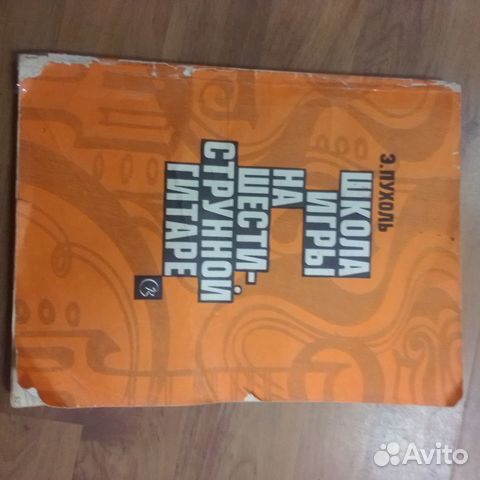 Э. ПУХОЛЬ
ШКОЛА
ИГРЫ
НА
ШЕСТИ-
СТРУННОЙ
ГИТАРЕ
Avito